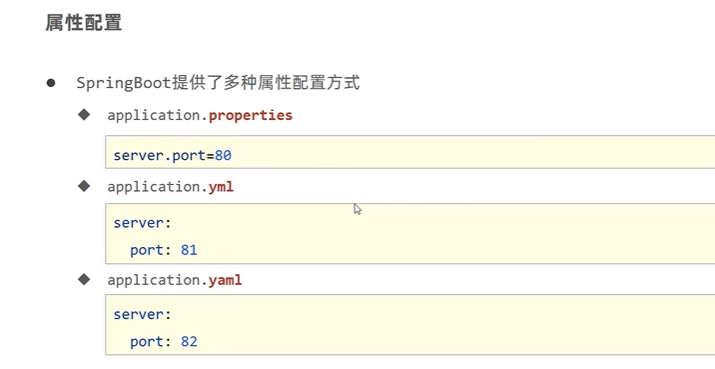 属性配置
● SpringBoot提供了多种属性配置方式
◆ application.properties
server.port=80
◆ application.yml
server:
  port: 81
◆ application.yaml
server:
  port: 82